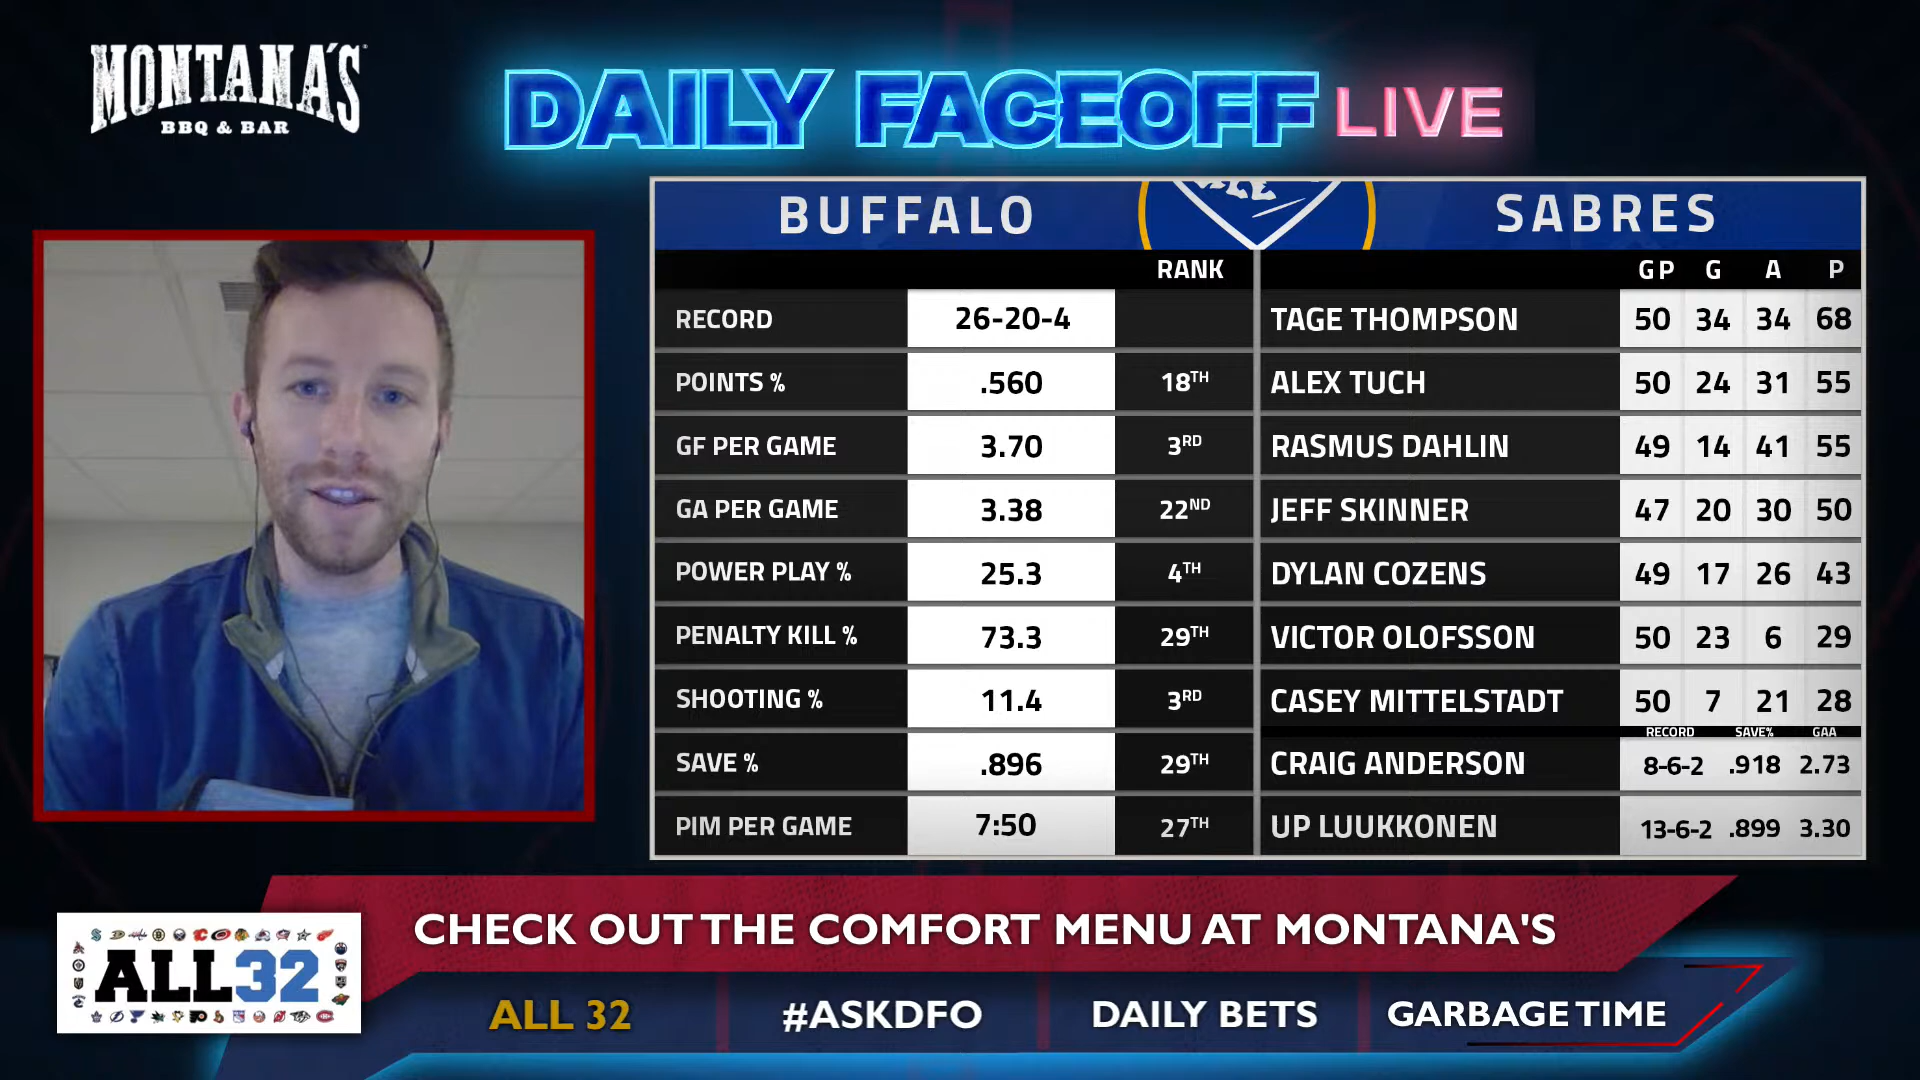 MONTANA'S
BBQ & BAR
DAILY FACEOFF LIVE
BUFFALO SABRES
RANK
RECORD 26-20-4
POINTS % .560 18TH
GF PER GAME 3.70 3RD
GA PER GAME 3.38 22ND
POWER PLAY % 25.3 4TH
PENALTY KILL % 73.3 29TH
SHOOTING % 11.4 3RD
SAVE % .896 29TH
PIM PER GAME 7:50 27TH
GP G A P
TAGE THOMPSON 50 34 34 68
ALEX TUCH 50 24 31 55
RASMUS DAHLIN 49 14 41 55
JEFF SKINNER 47 20 30 50
DYLAN COZENS 49 17 26 43
VICTOR OLOFSSON 50 23 6 29
CASEY MITTELSTADT 50 7 21 28
RECORD SAVE% GAA
CRAIG ANDERSON 8-6-2 .918 2.73
UP LUUKKONEN 13-6-2 .899 3.30
CHECK OUT THE COMFORT MENU AT MONTANA'S
ALL32
ALL 32 #ASKDFO DAILY BETS GARBAGE TIME